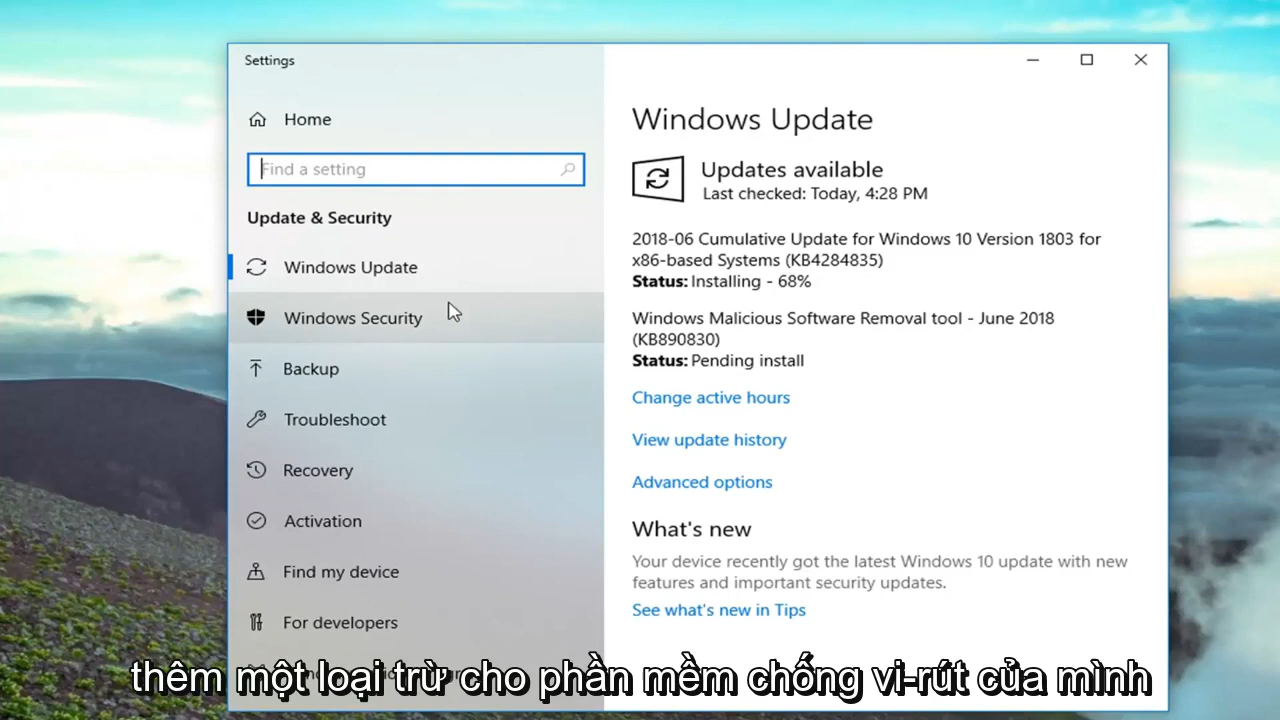 Settings
Home
Find a setting
Update & Security
Windows Update
Windows Security
Backup
Troubleshoot
Recovery
Activation
Find my device
For developers
Windows Update
Updates available
Last checked: Today, 4:28 PM
2018-06 Cumulative Update for Windows 10 Version 1803 for
x86-based Systems (KB4284835)
Status: Installing - 68%
Windows Malicious Software Removal tool - June 2018
(KB890830)
Status: Pending install
Change active hours
View update history
Advanced options
What's new
Your device recently got the latest Windows 10 update with new
features and important security updates.
See what's new in Tips
thêm một loại trừ cho phần mềm chống vi-rút của mình